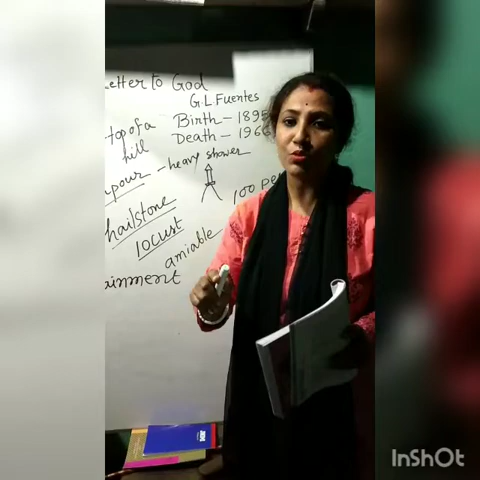 Letter to God
G L Fuentes
Birth - 1895
top of a
Death - 196
hill
pour - heavy shower
100 pe
hailstone
locust
amiable
ainment
InShOt